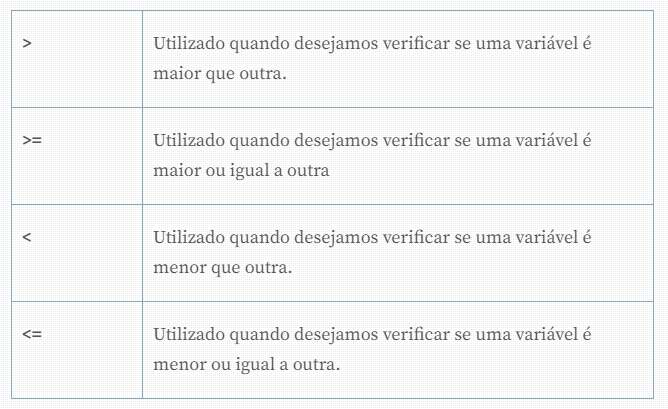 >
Utilizado quando desejamos verificar se uma variável é
maior que outra.
>=
Utilizado quando desejamos verificar se uma variável é
maior ou igual a outra
<
Utilizado quando desejamos verificar se uma variável é
menor que outra.
<=
Utilizado quando desejamos verificar se uma variável é
menor ou igual a outra.